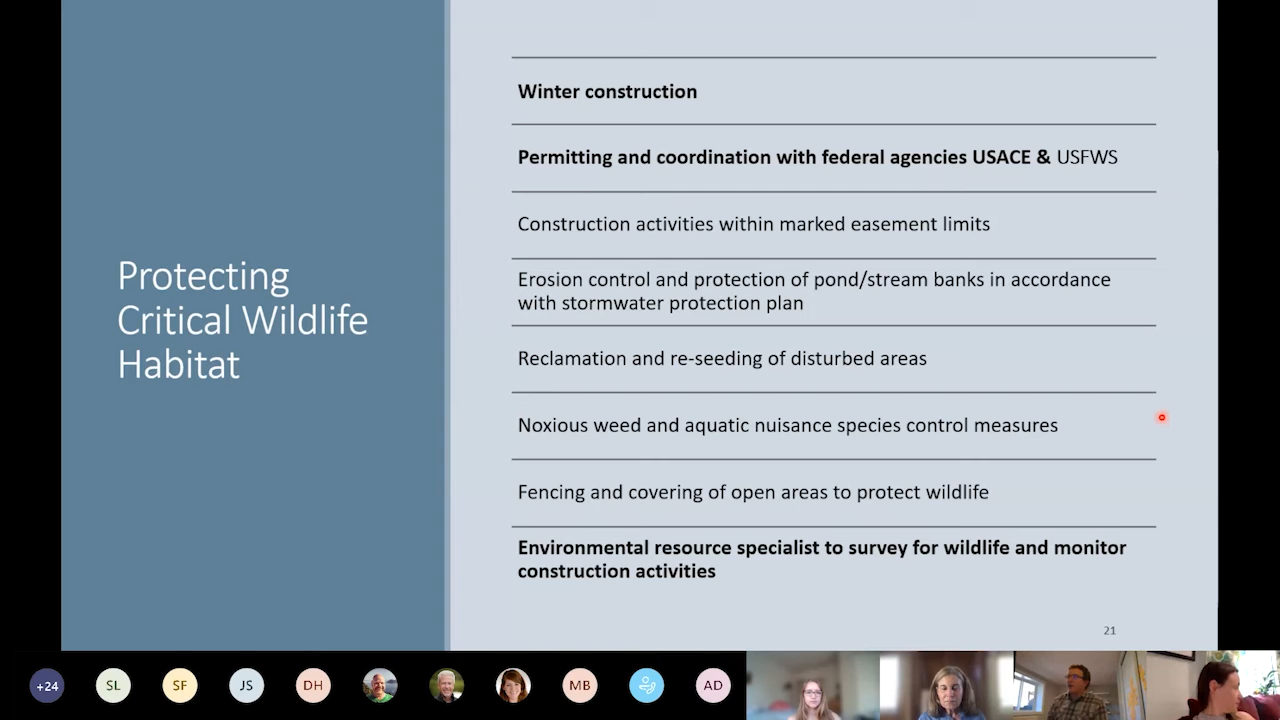 Protecting
Critical Wildlife
Habitat
Winter construction
Permitting and coordination with federal agencies USACE & USFWS
Construction activities within marked easement limits
Erosion control and protection of pond/stream banks in accordance
with stormwater protection plan
Reclamation and re-seeding of disturbed areas
Noxious weed and aquatic nuisance species control measures
Fencing and covering of open areas to protect wildlife
Environmental resource specialist to survey for wildlife and monitor
construction activities
21
+24
SL
SF
JS
DH
MB
AD